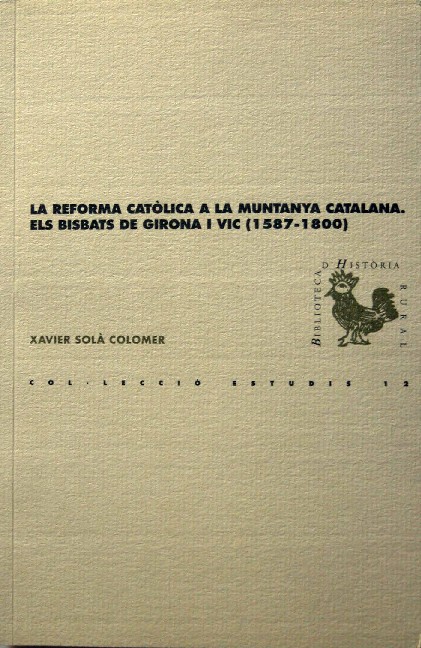 LA REFORMA CATÒLICA A LA MUNTANYA CATALANA.
ELS BISBATS DE GIRONA I VIC (1587-1800)
BIBLIOTECA
D'HISTÒRIA
RURAL
XAVIER SOLÀ COLOMER
COL·LECCIÓ ESTUDIS 12